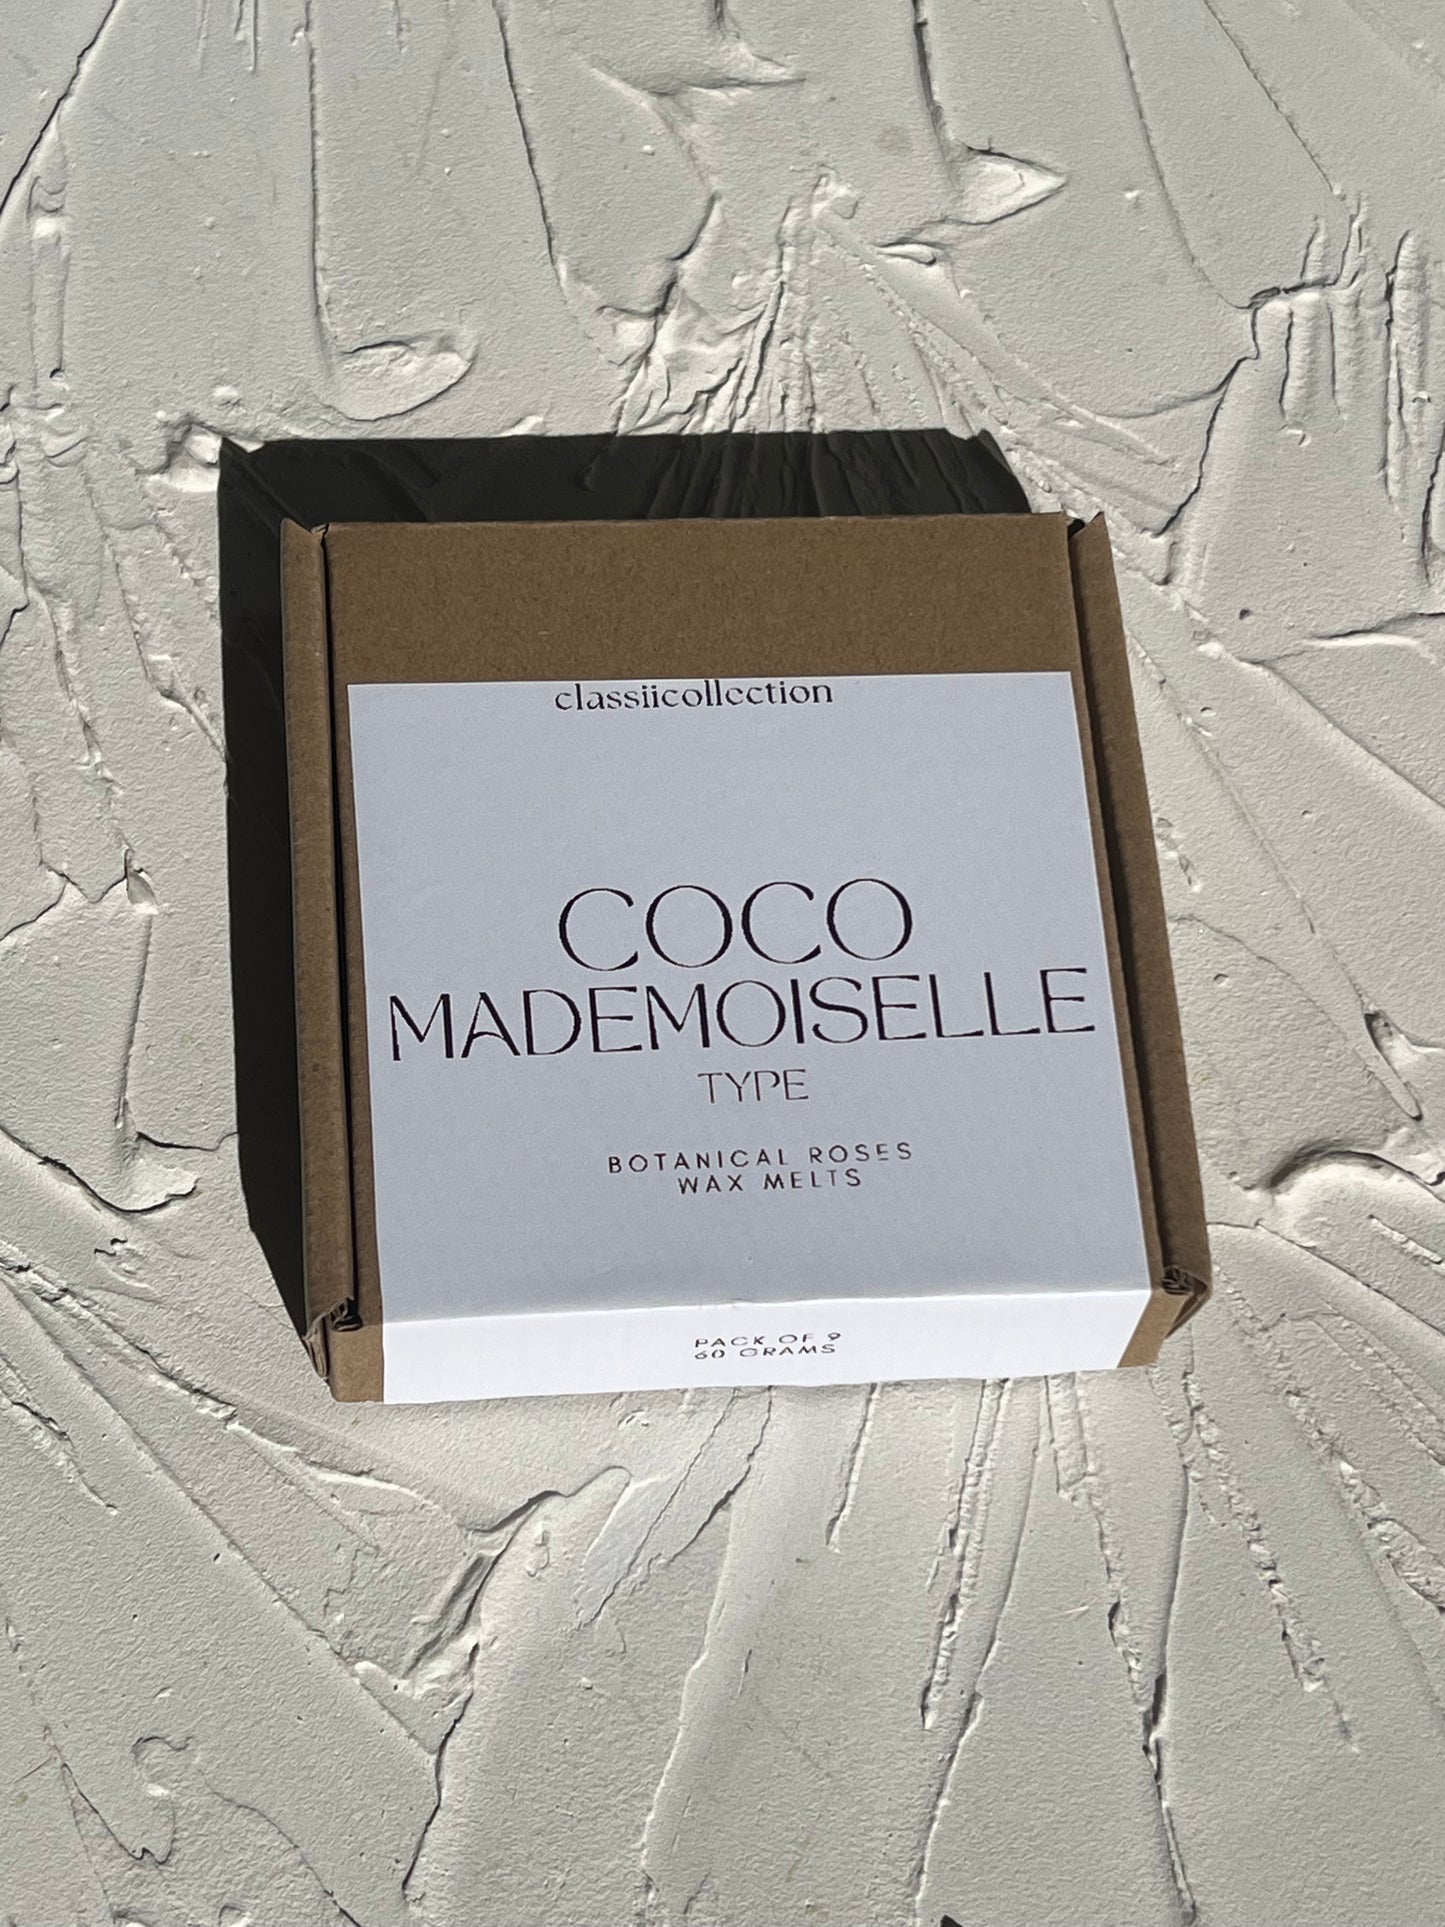 classiicollection
COCO
MADEMOISELLE
TYPE
BOTANICAL ROSES
WAX MELTS
PACK OF 9
60 GRAMS